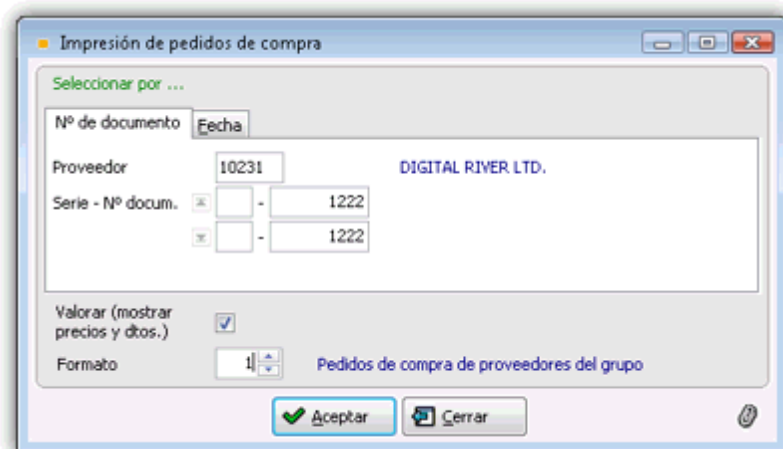 Impresión de pedidos de compra
Seleccionar por ...
Nº de documento Fecha
Proveedor 10231 DIGITAL RIVER LTD.
Serie - Nº docum. - 1222
- 1222
Valorar (mostrar
precios y dtos.)
Formato 1 Pedidos de compra de proveedores del grupo
Aceptar Cerrar